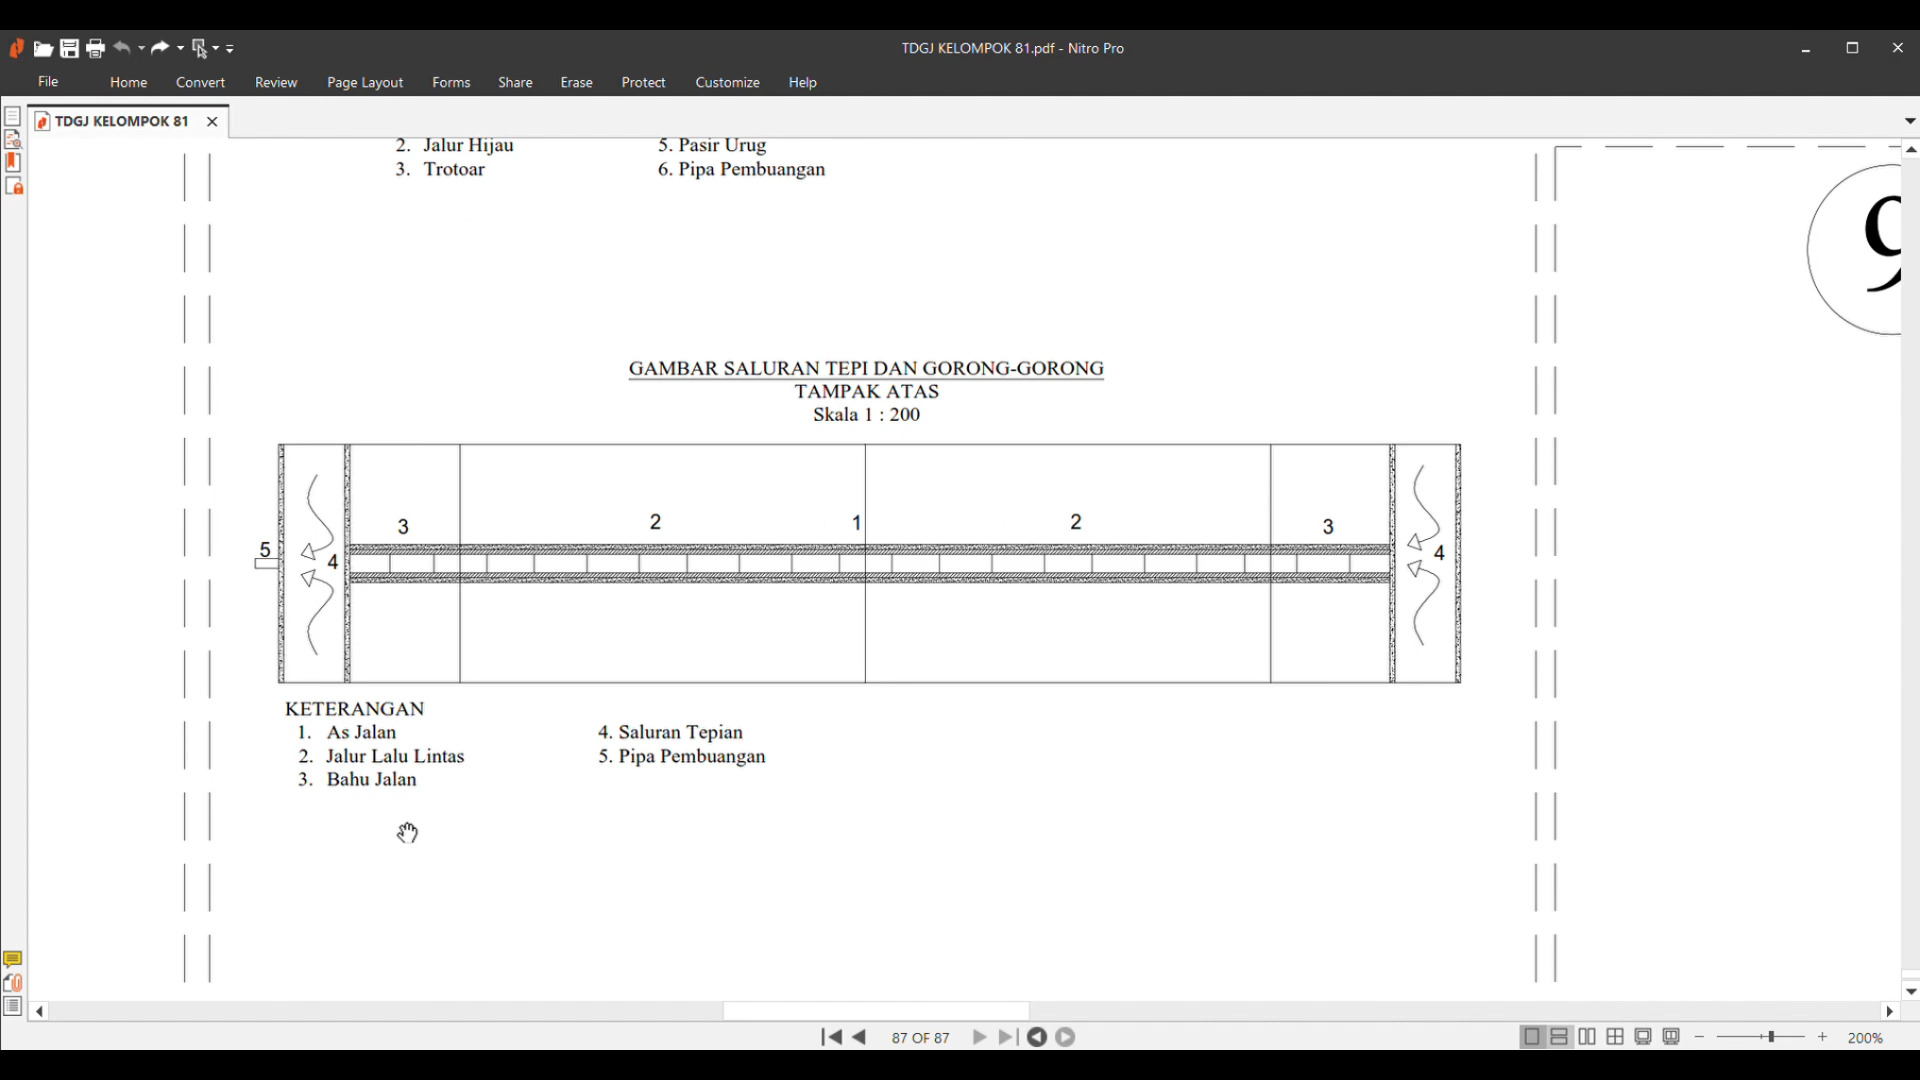 TDGJ KELOMPOK 81.pdf - Nitro Pro
File Home Convert Review Page Layout Forms Share Erase Protect Customize Help
TDGJ KELOMPOK 81
2. Jalur Hijau 5. Pasir Urug
3. Trotoar 6. Pipa Pembuangan
9
GAMBAR SALURAN TEPI DAN GORONG-GORONG
TAMPAK ATAS
Skala 1 : 200
3 2 1 2 3
5 4 4
KETERANGAN
1. As Jalan 4. Saluran Tepian
2. Jalur Lalu Lintas 5. Pipa Pembuangan
3. Bahu Jalan
87 OF 87
200%